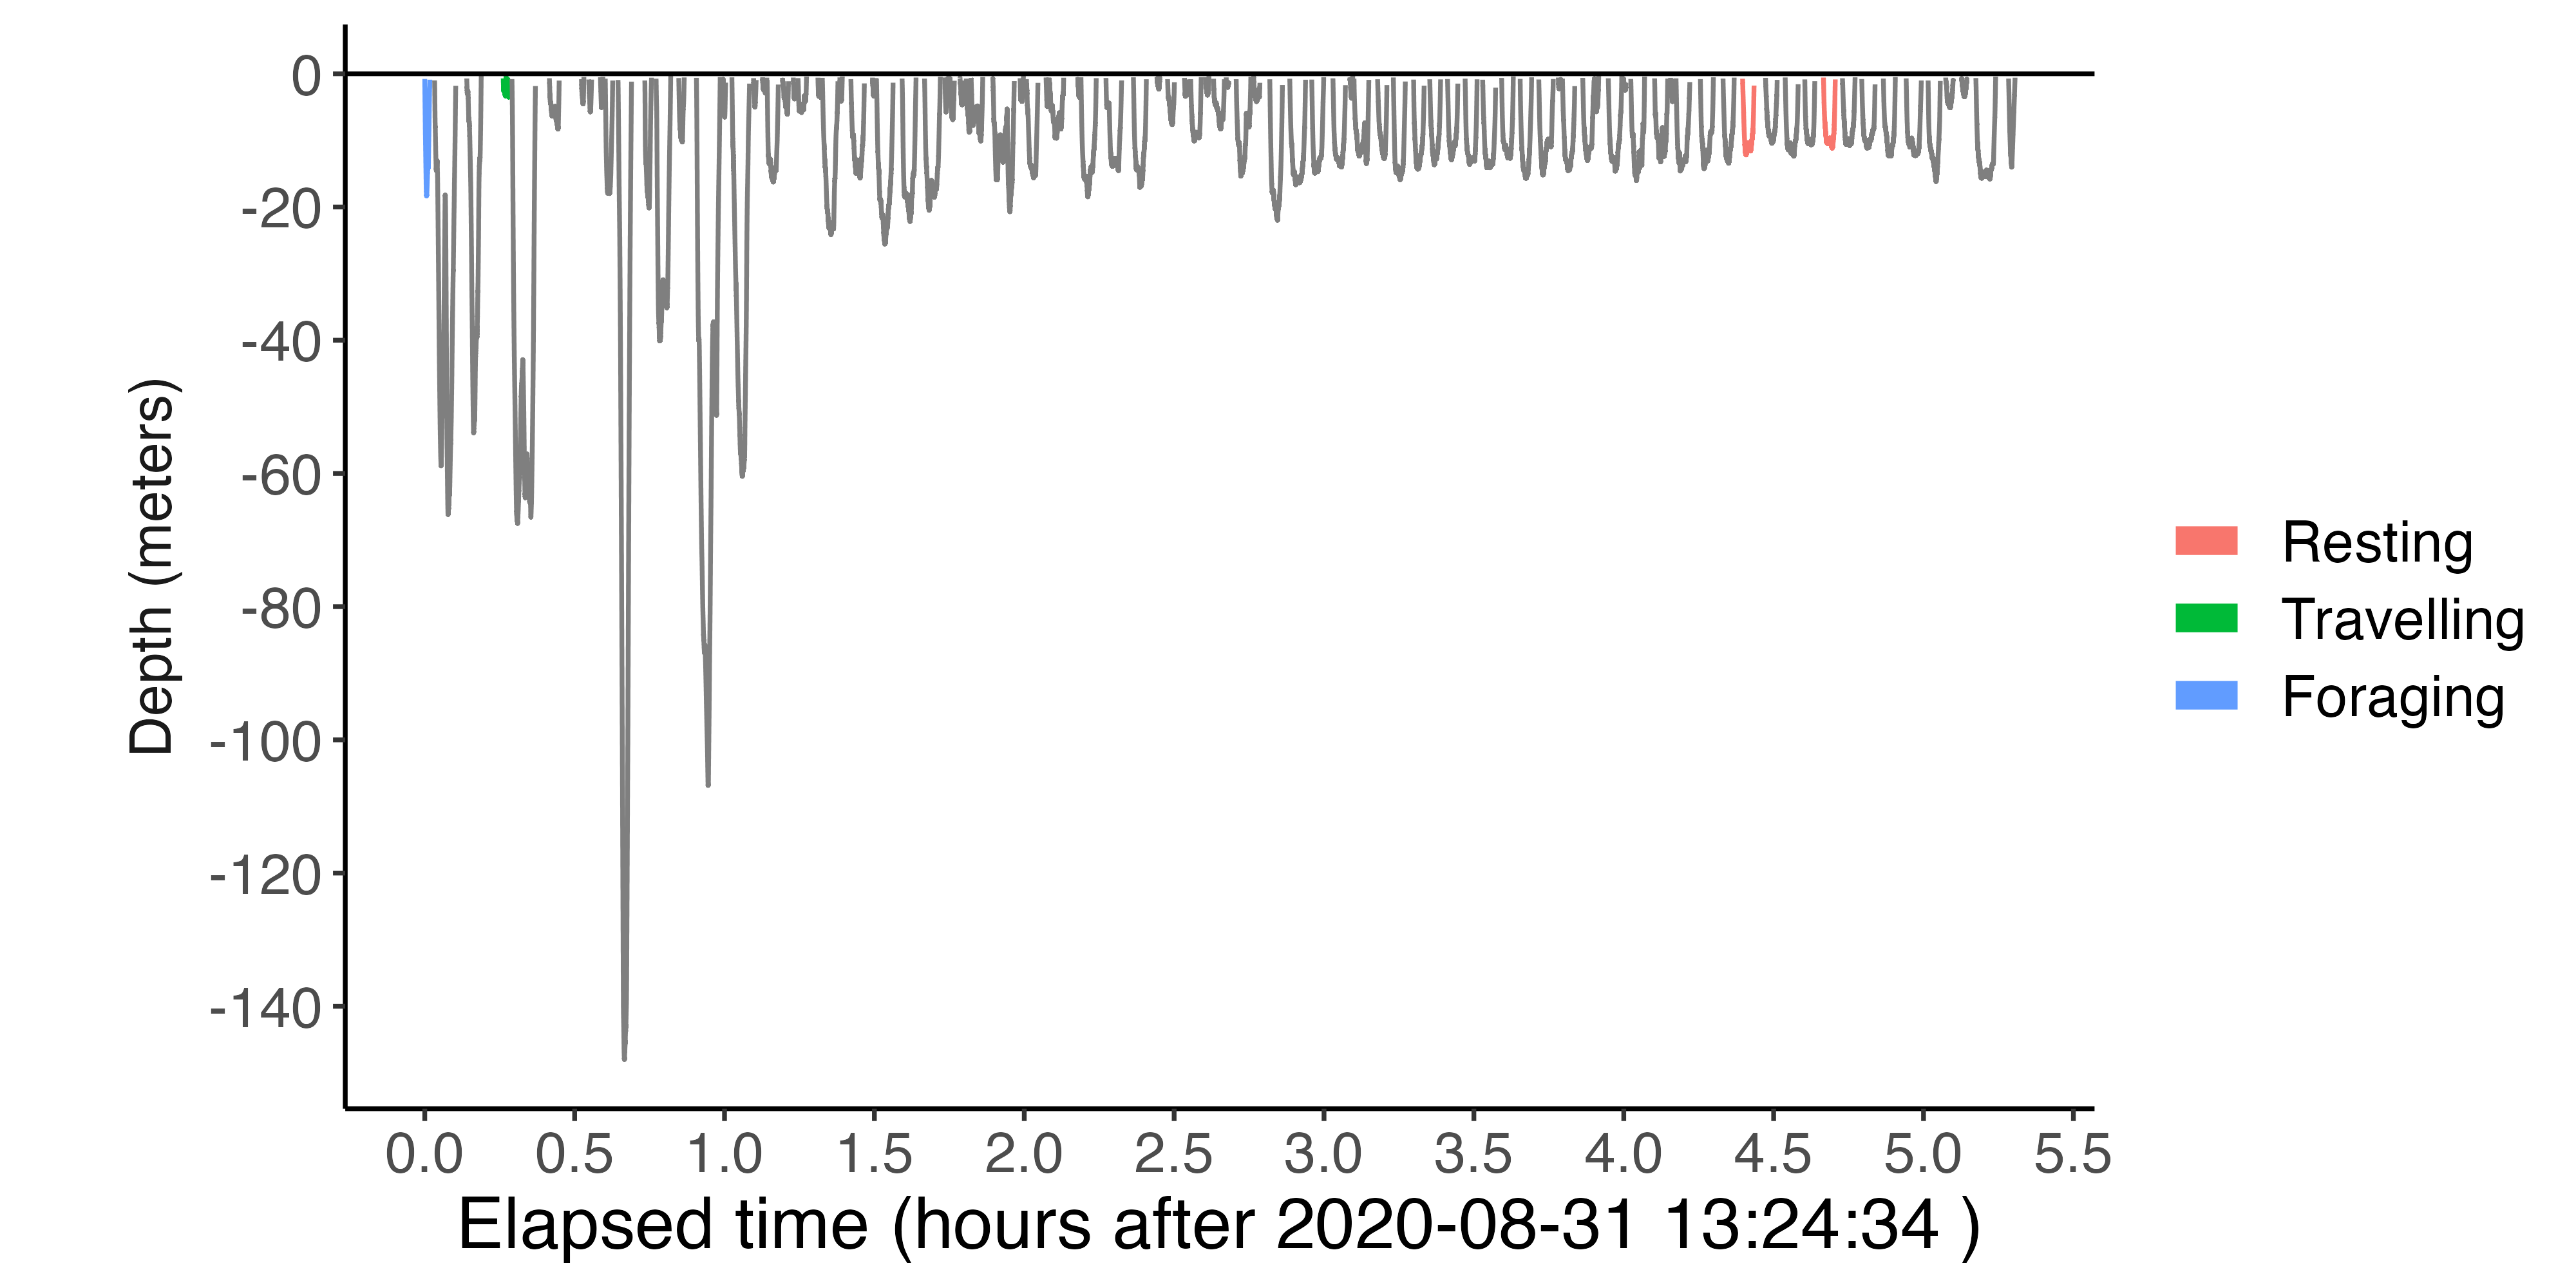 Depth (meters)
0
-20
-40
-60
-80
-100
-120
-140
0.0 0.5 1.0 1.5 2.0 2.5 3.0 3.5 4.0 4.5 5.0 5.5
Elapsed time (hours after 2020-08-31 13:24:34 )
Resting
Travelling
Foraging